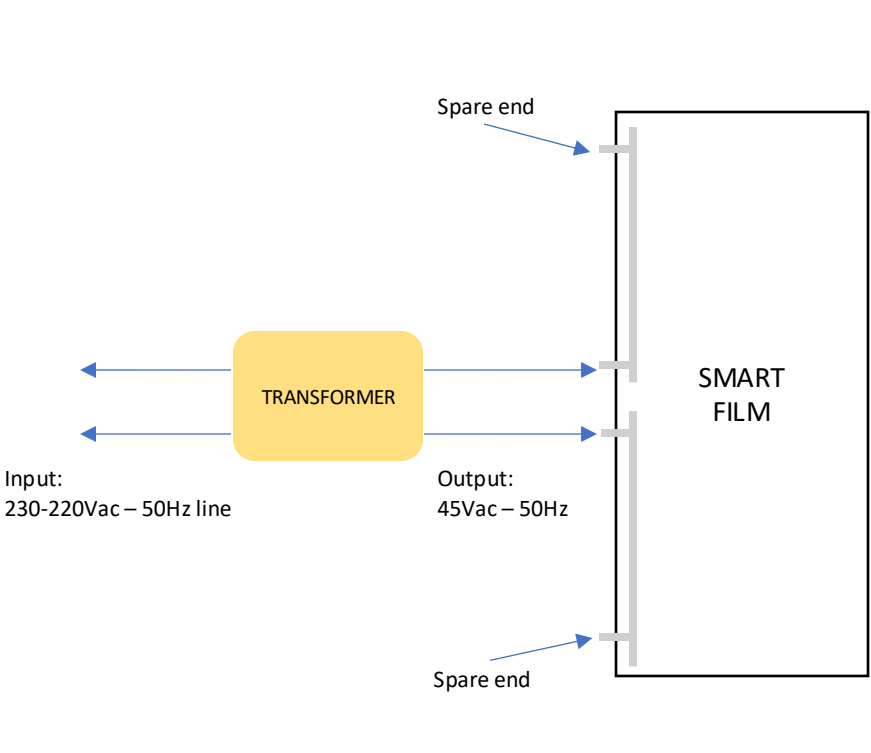 Spare end
TRANSFORMER
SMART
FILM
Input:
230-220Vac – 50Hz line
Output:
45Vac – 50Hz
Spare end